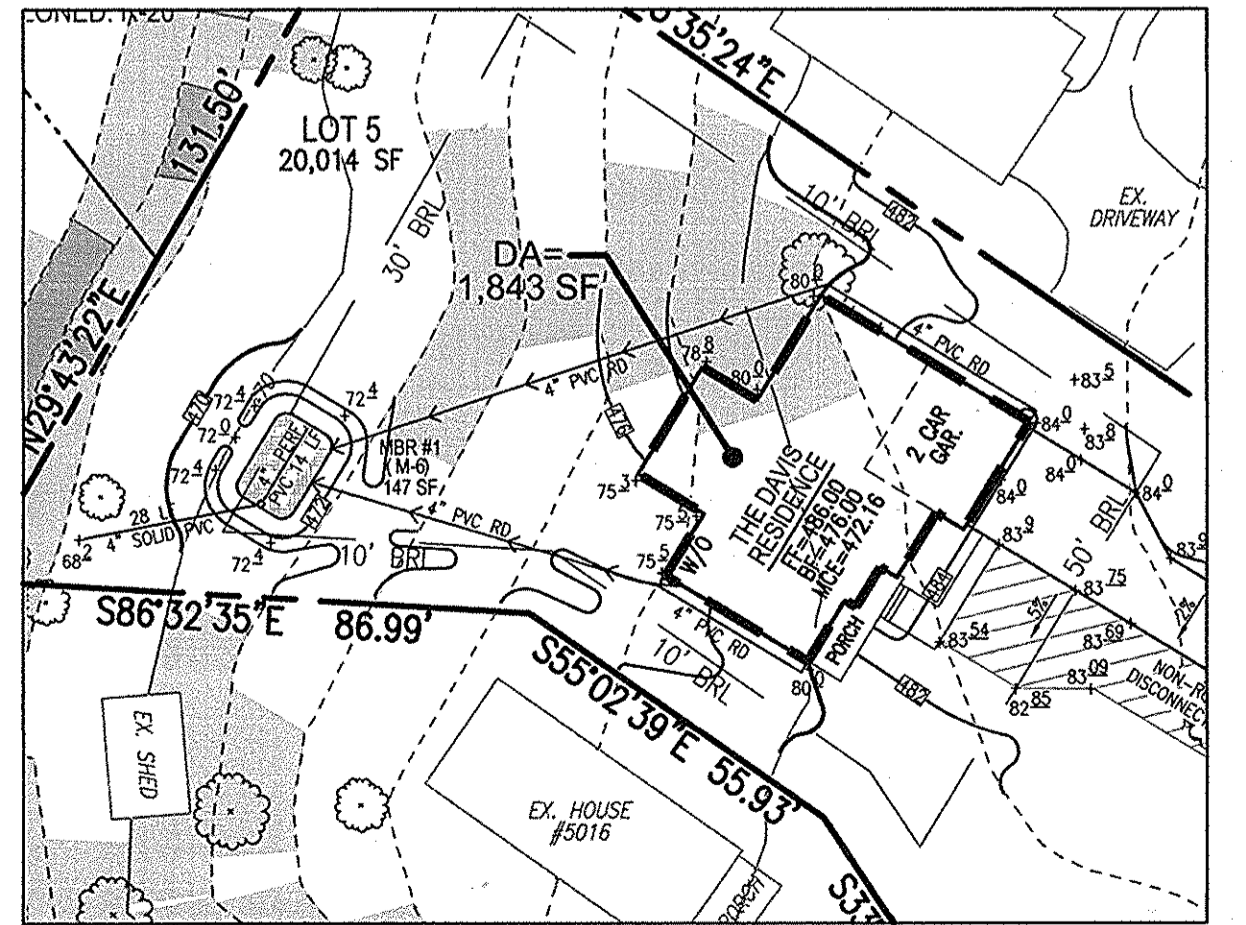 131.50'
LOT 5
20,014 SF
30' BRL
35'24"E
10' BRL
482
EX.
DRIVEWAY
DA=
1,843 SF
80 0
N29°43'22"E
4" PVC RD
78 8
80 0
4" PVC RD
+83 5
470
72 4
72 4
476
84 0
83 8
2 CAR
GAR.
72 0
MBR #1
(M-6)
147 SF
4" PERF.
PVC 14 LF
72 4
472
75 3
84 0
84 0
84 0
THE DAVIS
RESIDENCE
FF=486.00
BF=476.00
MCE=472.16
75 5
4" PVC RD
28 L
4" SOLID PVC
68 2
72 4
10' BRL
75 5
W/O
83 9
50' BRL
83 9
484
83 75
5%
2%
S86°32'35"E 86.99'
4" PVC RD
PORCH
83 54
83 69
10' BRL
80 0
482
83 09
82 85
NON-R
DISCONNECT
S55°02'39"E 55.93'
EX. SHED
EX. HOUSE
#5016
PORCH
S33